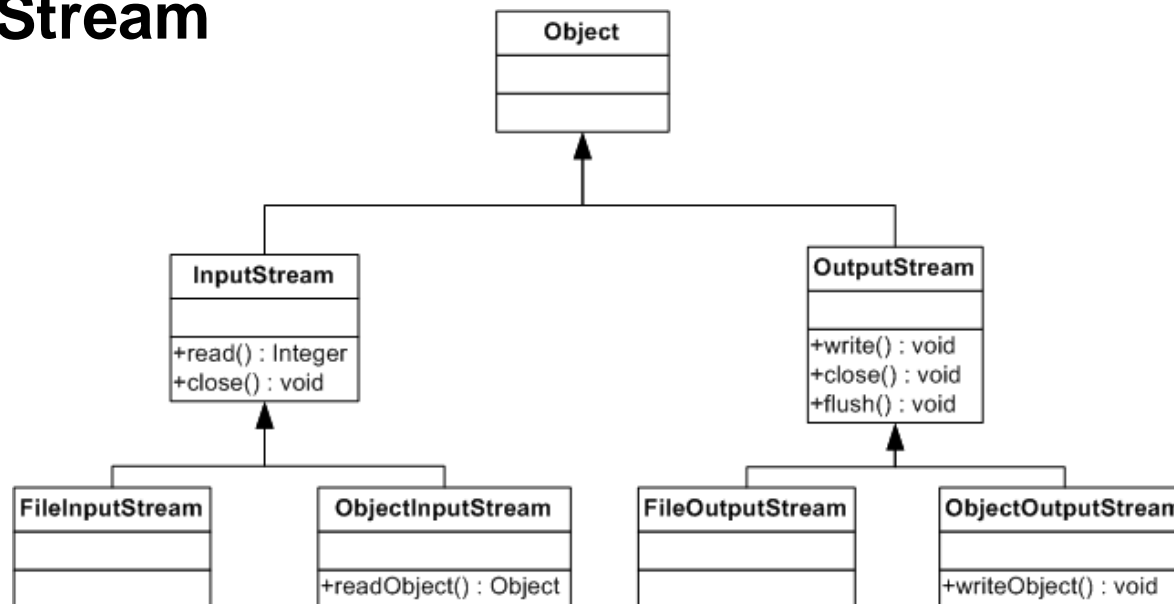 Stream
Object
InputStream
+read() : Integer
+close() : void
OutputStream
+write() : void
+close() : void
+flush() : void
FileInputStream
ObjectInputStream
+readObject() : Object
FileOutputStream
ObjectOutputStream
+writeObject() : void